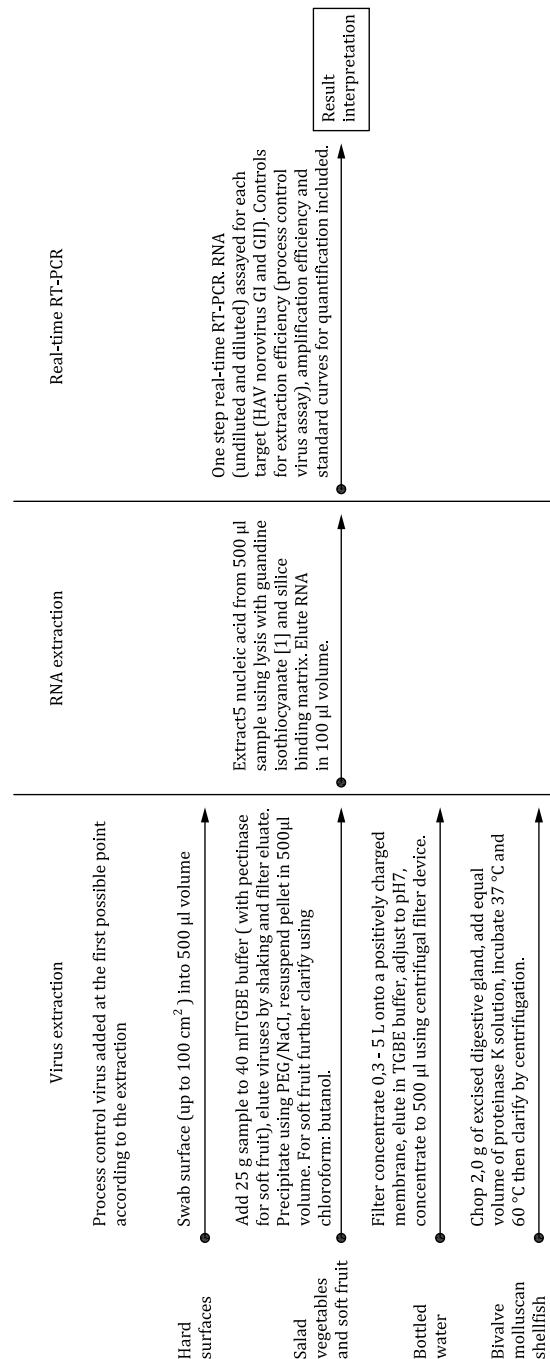 Virus extraction
RNA extraction
Real-time RT-PCR
Process control virus added at the first possible point
according to the extraction
Hard
surfaces
Swab surface (up to 100 cm² ) into 500 µl volume
Salad
vegetables
and soft fruit
Add 25 g sample to 40 mlTGBE buffer ( with pectinase
for soft fruit), elute viruses by shaking and filter eluate.
Precipitate using PEG/NaCI, resuspend pellet in 500µl
volume. For soft fruit further clarify using
chloroform: butanol.
Extract5 nucleic acid from 500 µl
sample using lysis with guandine
isothiocyanate [1] and silice
binding matrix. Elute RNA
in 100 µl volume.
One step real-time RT-PCR. RNA
(undiluted and diluted) assayed for each
target (HAV norovirus GI and GII). Controls
for extraction efficiency (process control
virus assay), amplification efficiency and
standard curves for quantification included.
Result
interpretation
Bottled
water
Filter concentrate 0,3 - 5 L onto a positively charged
membrane, elute in TGBE buffer, adjust to pH7,
concentrate to 500 µl using centrifugal filter device.
Bivalve
molluscan
shellfish
Chop 2,0 g of excised digestive gland, add equal
volume of proteinase K solution, incubate 37 °C and
60 °C then clarify by centrifugation.